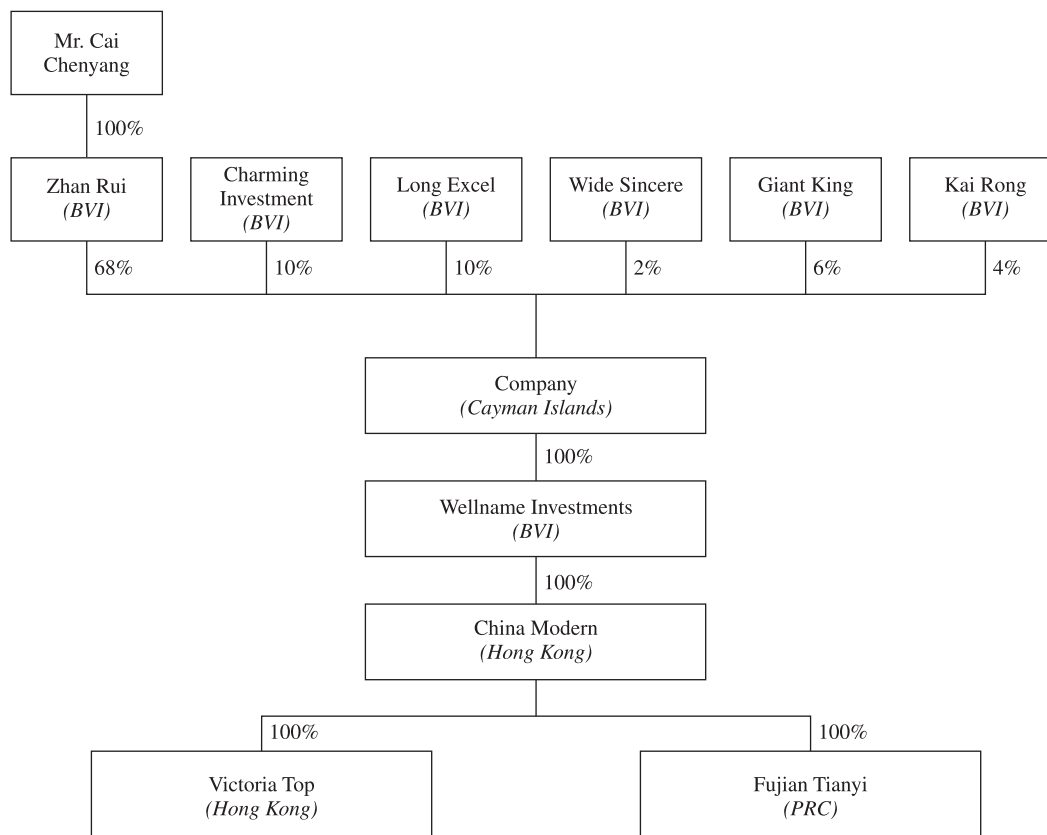 Mr. Cai
Chenyang
100%
Zhan Rui
(BVI)
Charming
Investment
(BVI)
Long Excel
(BVI)
Wide Sincere
(BVI)
Giant King
(BVI)
Kai Rong
(BVI)
68%
10%
10%
2%
6%
4%
Company
(Cayman Islands)
100%
Wellname Investments
(BVI)
100%
China Modern
(Hong Kong)
100%
100%
Victoria Top
(Hong Kong)
Fujian Tianyi
(PRC)